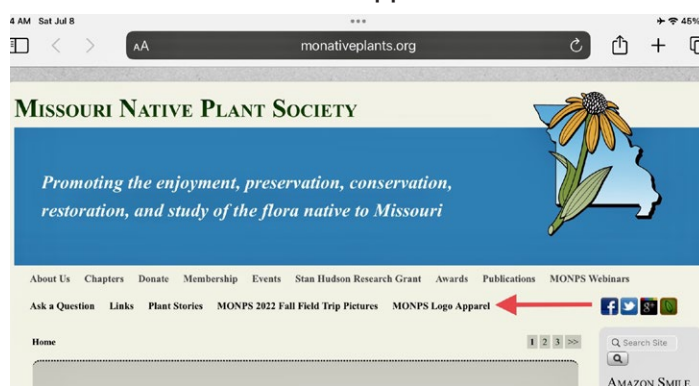 4 AM Sat Jul 8
45%
AA
monativeplants.org
MISSOURI NATIVE PLANT SOCIETY
Promoting the enjoyment, preservation, conservation,
restoration, and study of the flora native to Missouri
About Us Chapters Donate Membership Events Stan Hudson Research Grant Awards Publications MONPS Webinars
Ask a Question Links Plant Stories MONPS 2022 Fall Field Trip Pictures MONPS Logo Apparel
Home
1 2 3 >>
Search Site
AMAZON SMILE